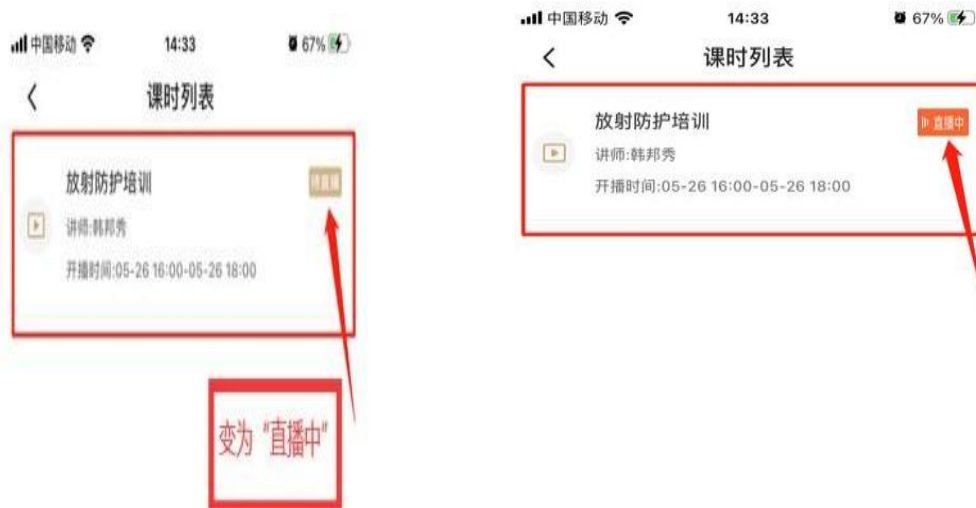 中国移动
14:33
67%
课时列表
放射防护培训
讲师:韩邦秀
开播时间:05-26 16:00-05-26 18:00
变为“直播中”
中国移动
14:33
67%
课时列表
放射防护培训
直播中
讲师:韩邦秀
开播时间:05-26 16:00-05-26 18:00